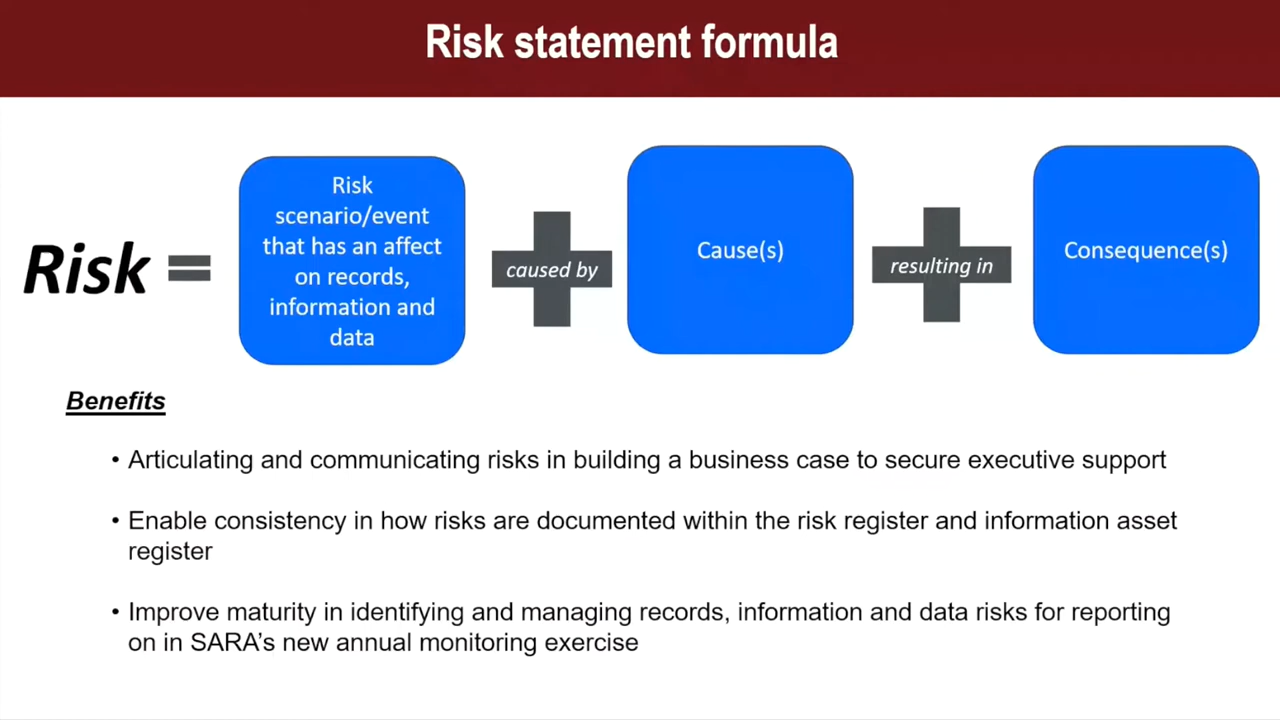 Risk statement formula
Risk =
Risk
scenario/event
that has an affect
on records,
information and
data
caused by
Cause(s)
resulting in
Consequence(s)
Benefits
• Articulating and communicating risks in building a business case to secure executive support
• Enable consistency in how risks are documented within the risk register and information asset
register
• Improve maturity in identifying and managing records, information and data risks for reporting
on in SARA's new annual monitoring exercise